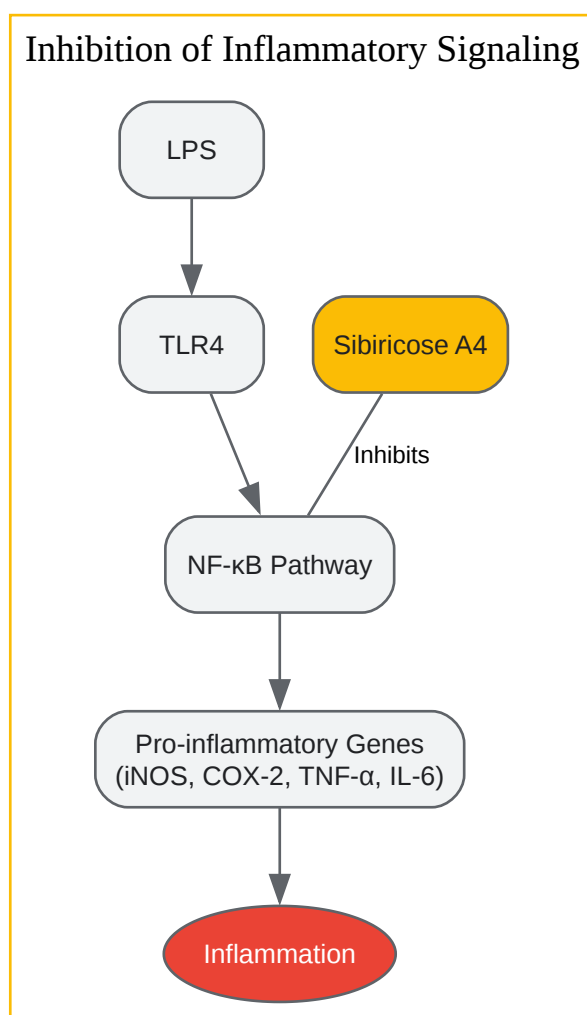 Inhibition of Inflammatory Signaling
LPS
TLR4
Sibiricose A4
Inhibits
NF-κB Pathway
Pro-inflammatory Genes
(iNOS, COX-2, TNF-α, IL-6)
Inflammation